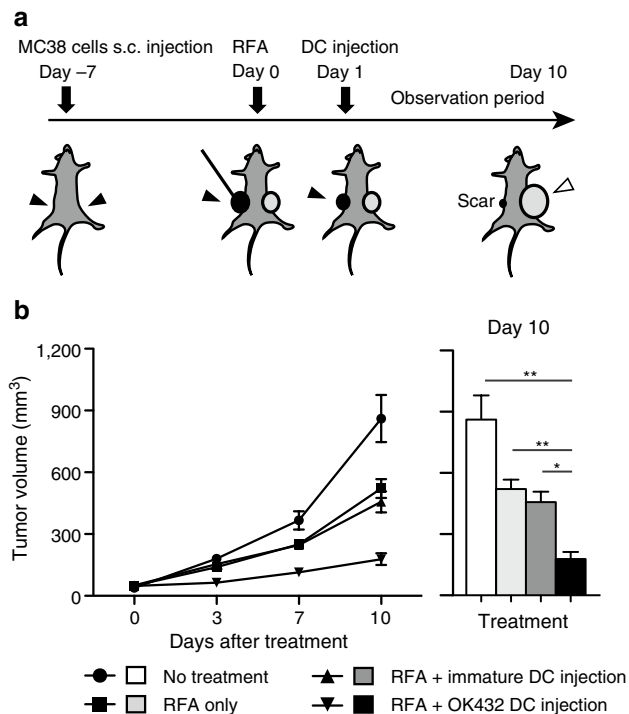 a
MC38 cells s.c. injection RFA DC injection
Day –7 Day 0 Day 1 Day 10
Observation period
Scar
b
Day 10
1,200
900
600
300
0
Tumor volume (mm³)
** 
**
*
0 3 7 10
Days after treatment
Treatment
No treatment RFA + immature DC injection
RFA only RFA + OK432 DC injection